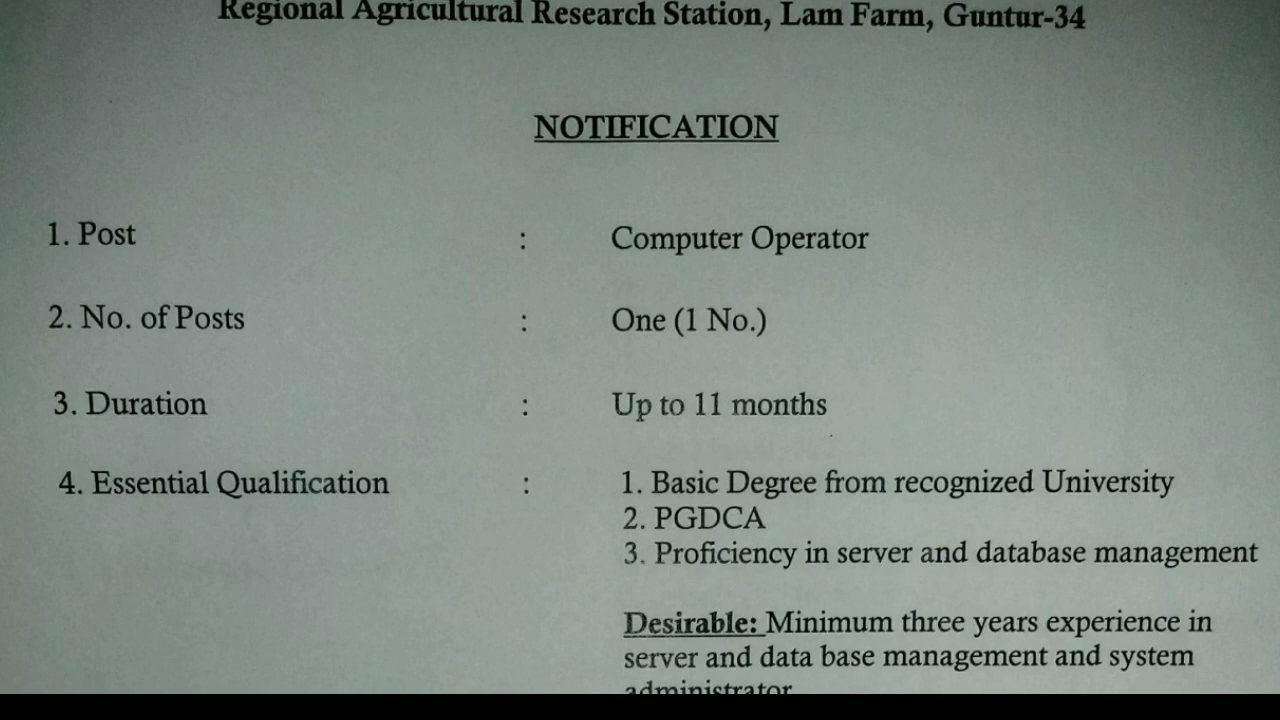 Regional Agricultural Research Station, Lam Farm, Guntur-34
NOTIFICATION
1. Post : Computer Operator
2. No. of Posts : One (1 No.)
3. Duration : Up to 11 months
4. Essential Qualification : 1. Basic Degree from recognized University
2. PGDCA
3. Proficiency in server and database management
Desirable: Minimum three years experience in
server and data base management and system
administrator